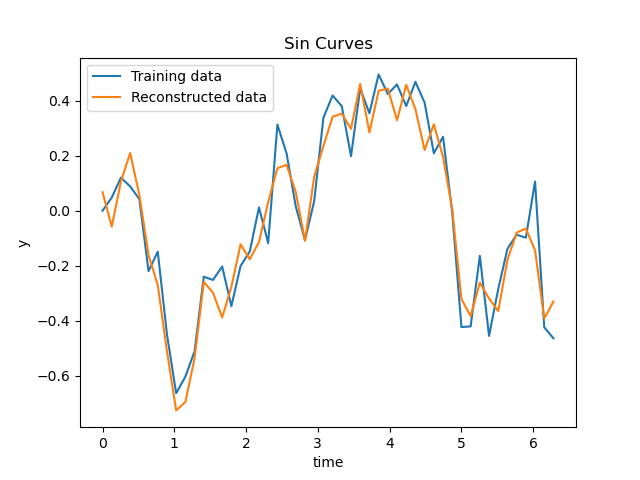 Sin Curves
Training data
Reconstructed data
0.4
0.2
0.0
−0.2
−0.4
−0.6
y
0 1 2 3 4 5 6
time